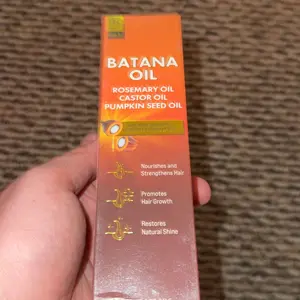 BATANA
OIL
ROSEMARY OIL
CASTOR OIL
PUMPKIN SEED OIL
Nourishes and
Strengthens Hair
Promotes
Hair Growth
Restores
Natural Shine